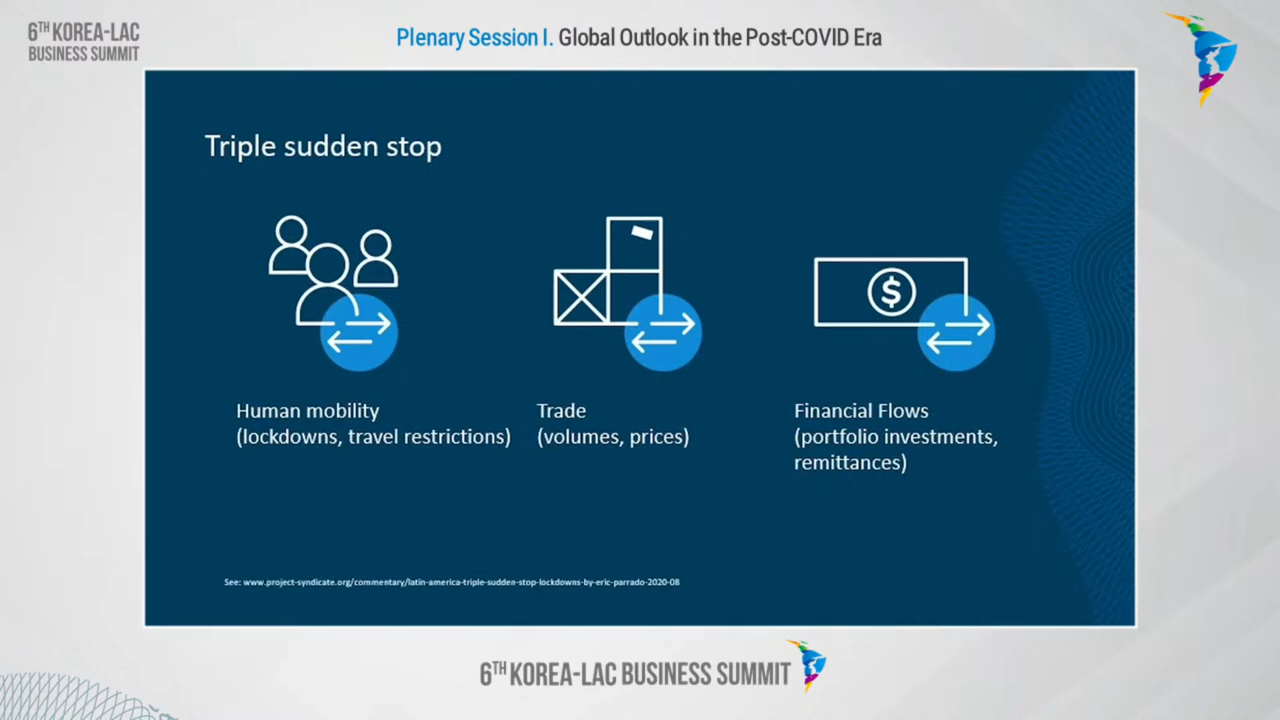 6TH KOREA-LAC
BUSINESS SUMMIT
Plenary Session I. Global Outlook in the Post-COVID Era
Triple sudden stop
$
Human mobility
(lockdowns, travel restrictions)
Trade
(volumes, prices)
Financial Flows
(portfolio investments,
remittances)
See: www.project-syndicate.org/commentary/latin-america-triple-sudden-stop-lockdowns-by-eric-parrado-2020-08
6TH KOREA-LAC BUSINESS SUMMIT